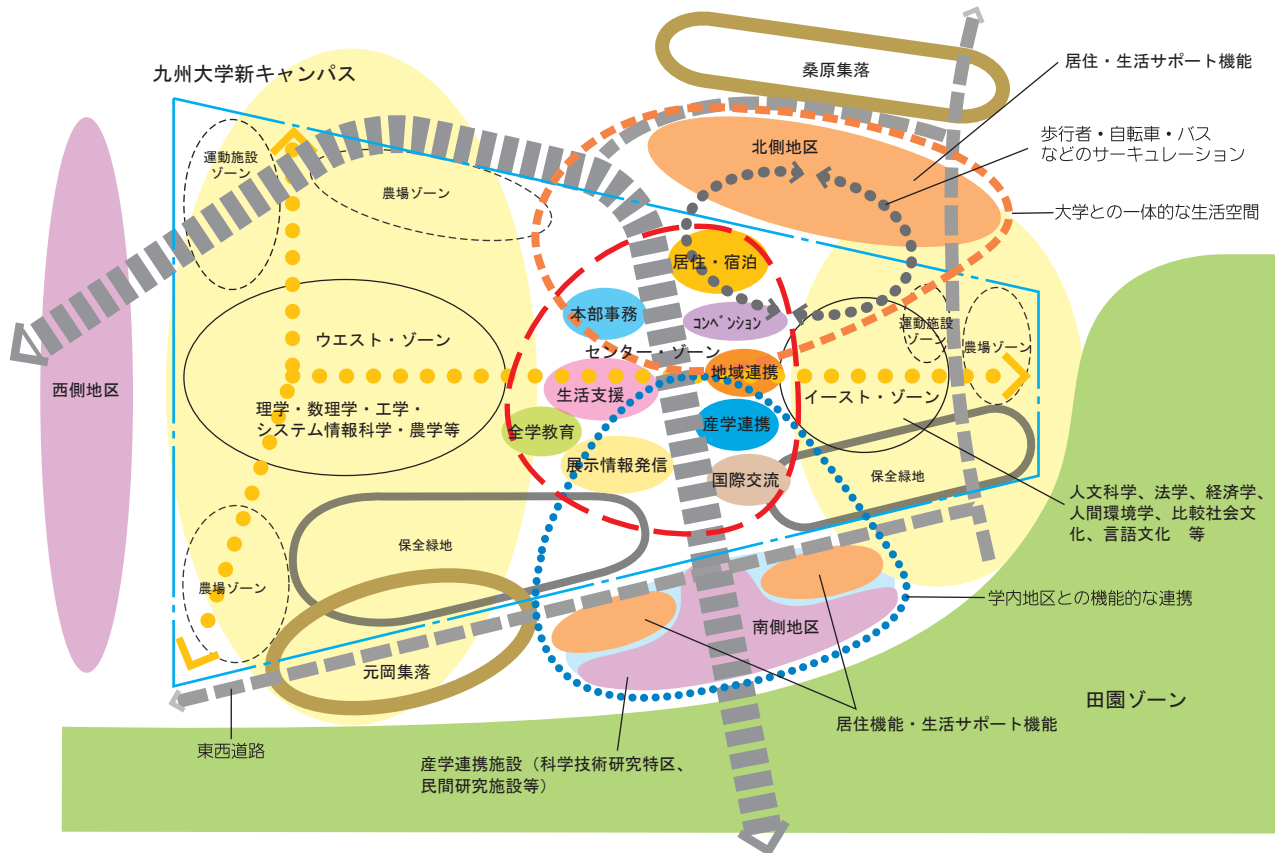 九州大学新キャンパス
桑原集落
居住・生活サポート機能
歩行者・自転車・バス
などのサーキュレーション
北側地区
運動施設
ゾーン
農場ゾーン
大学との一体的な生活空間
居住・宿泊
本部事務
コンベンション
運動施設
ゾーン
農場ゾーン
ウエスト・ゾーン
センター・ゾーン
西側地区
地域連携
生活支援
イースト・ゾーン
理学・数理学・工学・
システム情報科学・農学等
全学教育
産学連携
展示情報発信
国際交流
保全緑地
人文科学、法学、経済学、
人間環境学、比較社会文
化、言語文化　等
保全緑地
農場ゾーン
学内地区との機能的な連携
南側地区
元岡集落
田園ゾーン
居住機能・生活サポート機能
東西道路
産学連携施設（科学技術研究特区、
民間研究施設等）